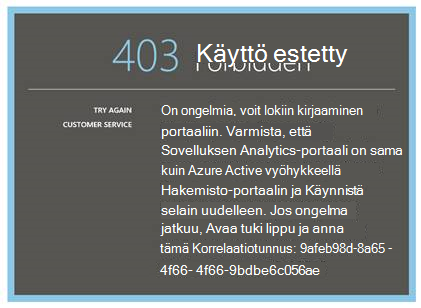 403 Käyttö estetty
Forbidden
TRY AGAIN
CUSTOMER SERVICE
On ongelmia, voit lokiin kirjaaminen
portaaliin. Varmista, että
Sovelluksen Analytics-portaali on sama
kuin Azure Active vyöhykkeellä
Hakemisto-portaalin ja Käynnistä
selain uudelleen. Jos ongelma
jatkuu, Avaa tuki lippu ja anna
tämä Korrelaatiotunnus: 9afeb98d-8a65 -
4f66- 4f66-9bdbe6c056ae